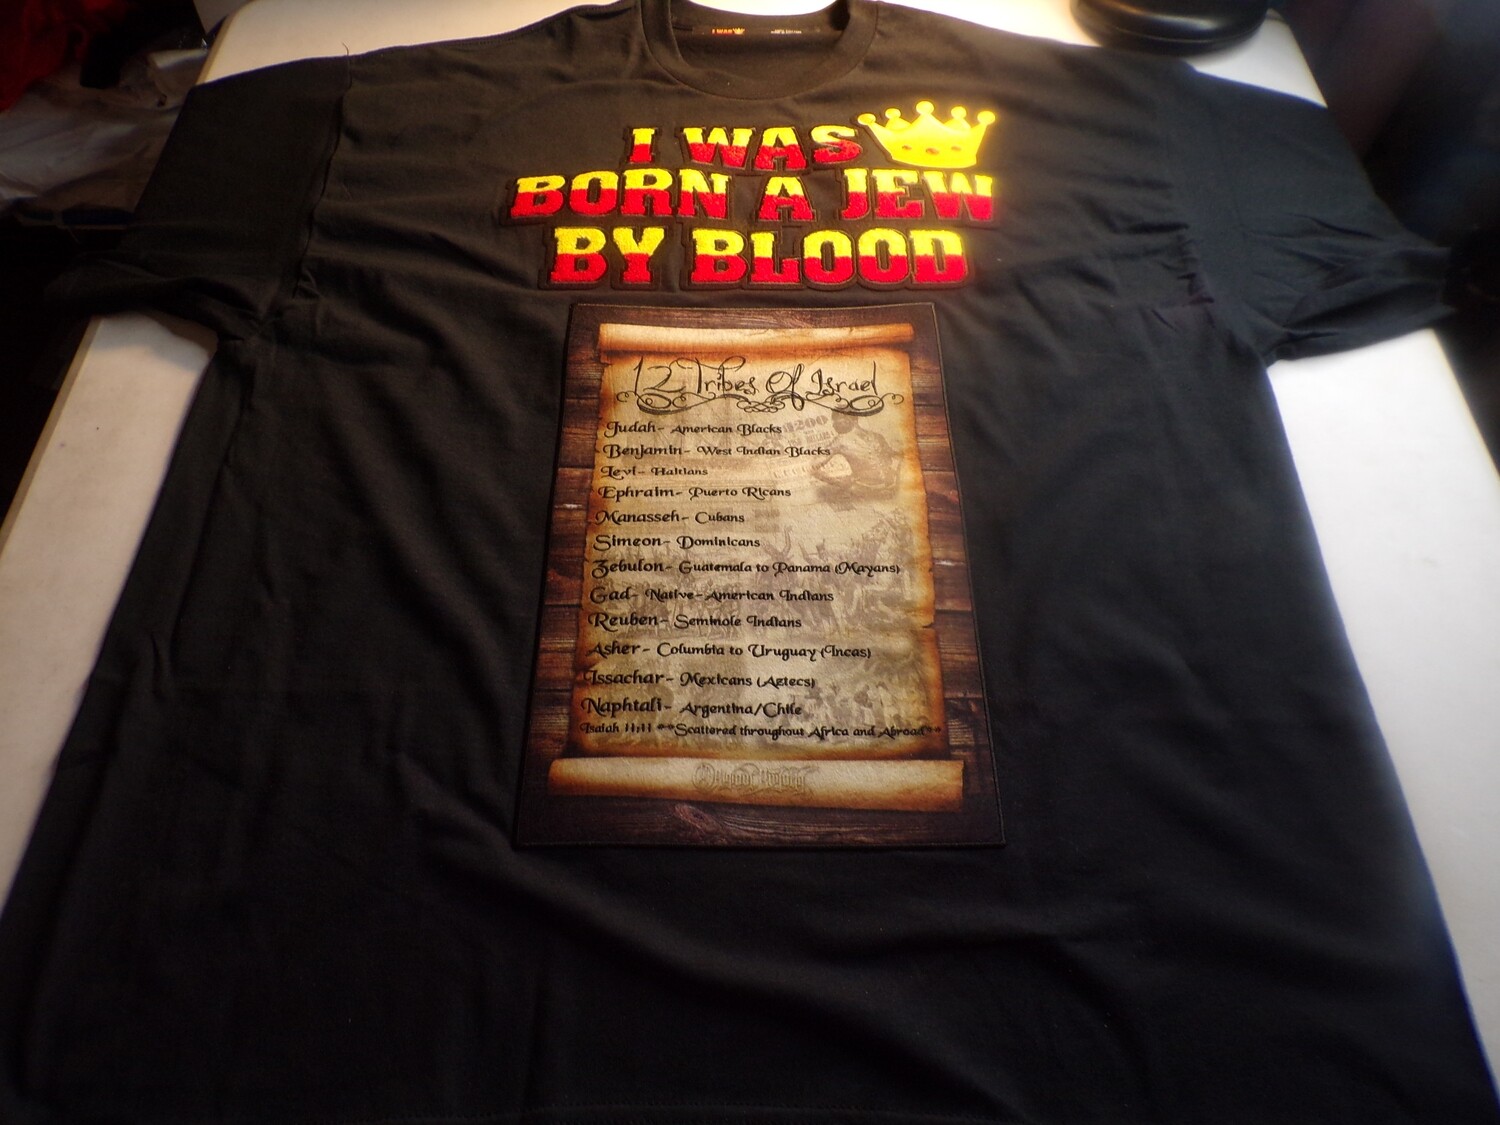 I WAS
I WAS
BORN A JEW
BY BLOOD
12 Tribes Of Israel
$200
Judah- American Blacks
Benjamin- West Indian Blacks
Levi- Haitians
Ephraim- Puerto Ricans
Manasseh- Cubans
Simeon- Dominicans
Zebulon- Guatemala to Panama (Mayans)
Gad- Native-American Indians
Reuben- Seminole Indians
Asher- Columbia to Uruguay (Incas)
Issachar- Mexicans (Aztecs)
Naphtali- Argentina/Chile
Isaiah 11:11 **Scattered throughout Africa and Abroad**